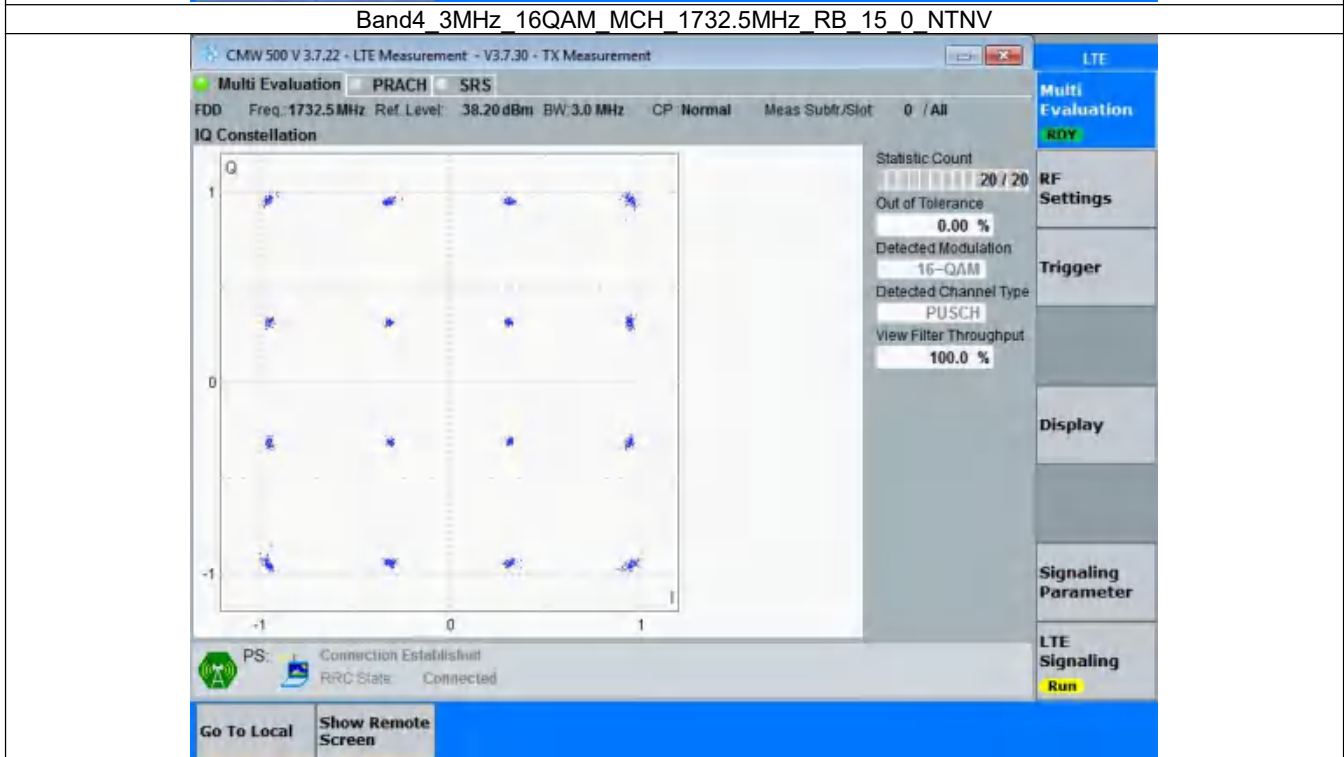 Band4_3MHz_16QAM_MCH_1732.5MHz_RB_15_0_NTNV
CMW 500 V 3.7.22 - LTE Measurement - V3.7.30 - TX Measurement
LTE
Multi Evaluation PRACH SRS
FDD Freq.:1732.5 MHz Ref. Level: 38.20 dBm BW: 3.0 MHz CP: Normal Meas Subfr./Slot: 0 / All
IQ Constellation
Q
1
0
-1
-1 0 1
I
Statistic Count
20 / 20
Out of Tolerance
0.00 %
Detected Modulation
16-QAM
Detected Channel Type
PUSCH
View Filter Throughput
100.0 %
Multi
Evaluation
RDY
RF
Settings
Trigger
Display
Signaling
Parameter
LTE
Signaling
Run
PS: Connection Established
RRC State: Connected
Go To Local
Show Remote
Screen